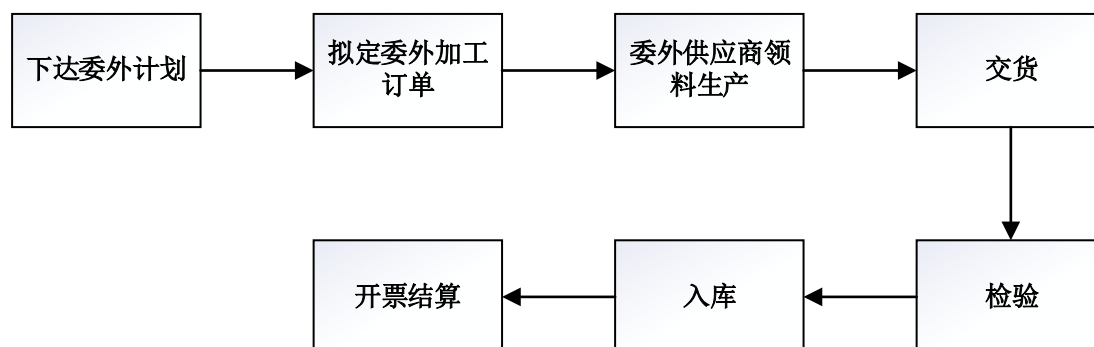 下达委外计划
拟定委外加工
订单
委外供应商领
料生产
交货
检验
入库
开票结算